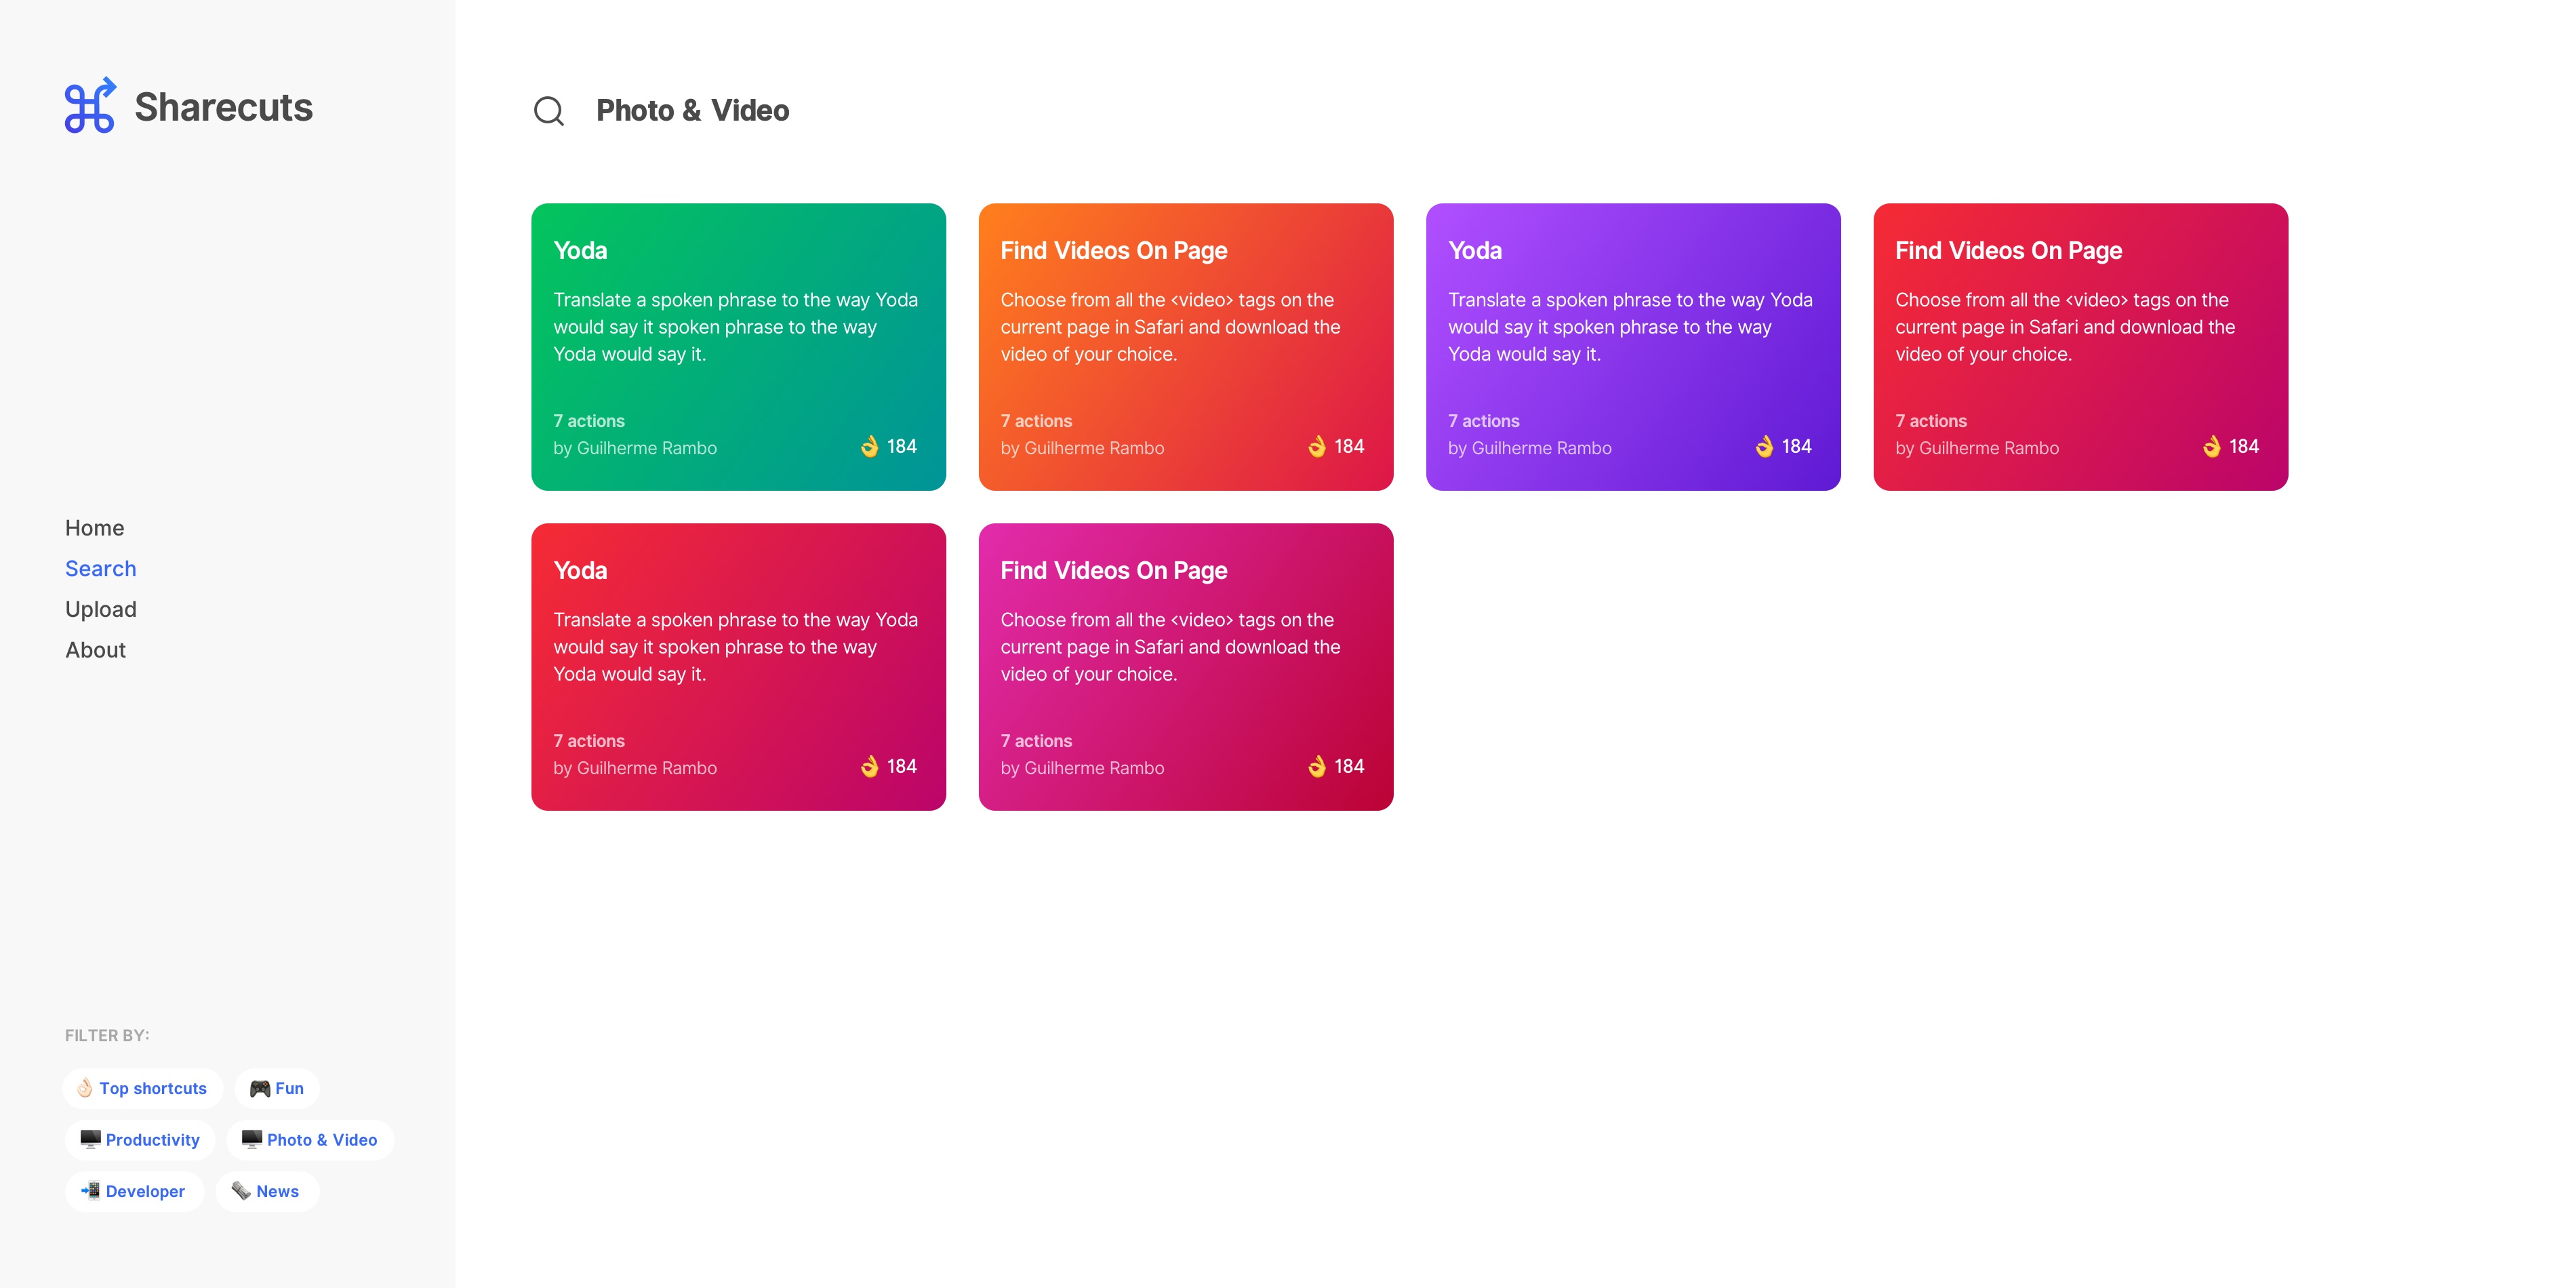 Sharecuts
Home
Search
Upload
About
FILTER BY:
👌🏻 Top shortcuts
🎮 Fun
🖥 Productivity
🖥 Photo & Video
📲 Developer
🗞 News
Photo & Video
Yoda
Translate a spoken phrase to the way Yoda
would say it spoken phrase to the way
Yoda would say it.
7 actions
by Guilherme Rambo
👌 184
Find Videos On Page
Choose from all the <video> tags on the
current page in Safari and download the
video of your choice.
7 actions
by Guilherme Rambo
👌 184
Yoda
Translate a spoken phrase to the way Yoda
would say it spoken phrase to the way
Yoda would say it.
7 actions
by Guilherme Rambo
👌 184
Find Videos On Page
Choose from all the <video> tags on the
current page in Safari and download the
video of your choice.
7 actions
by Guilherme Rambo
👌 184
Yoda
Translate a spoken phrase to the way Yoda
would say it spoken phrase to the way
Yoda would say it.
7 actions
by Guilherme Rambo
👌 184
Find Videos On Page
Choose from all the <video> tags on the
current page in Safari and download the
video of your choice.
7 actions
by Guilherme Rambo
👌 184